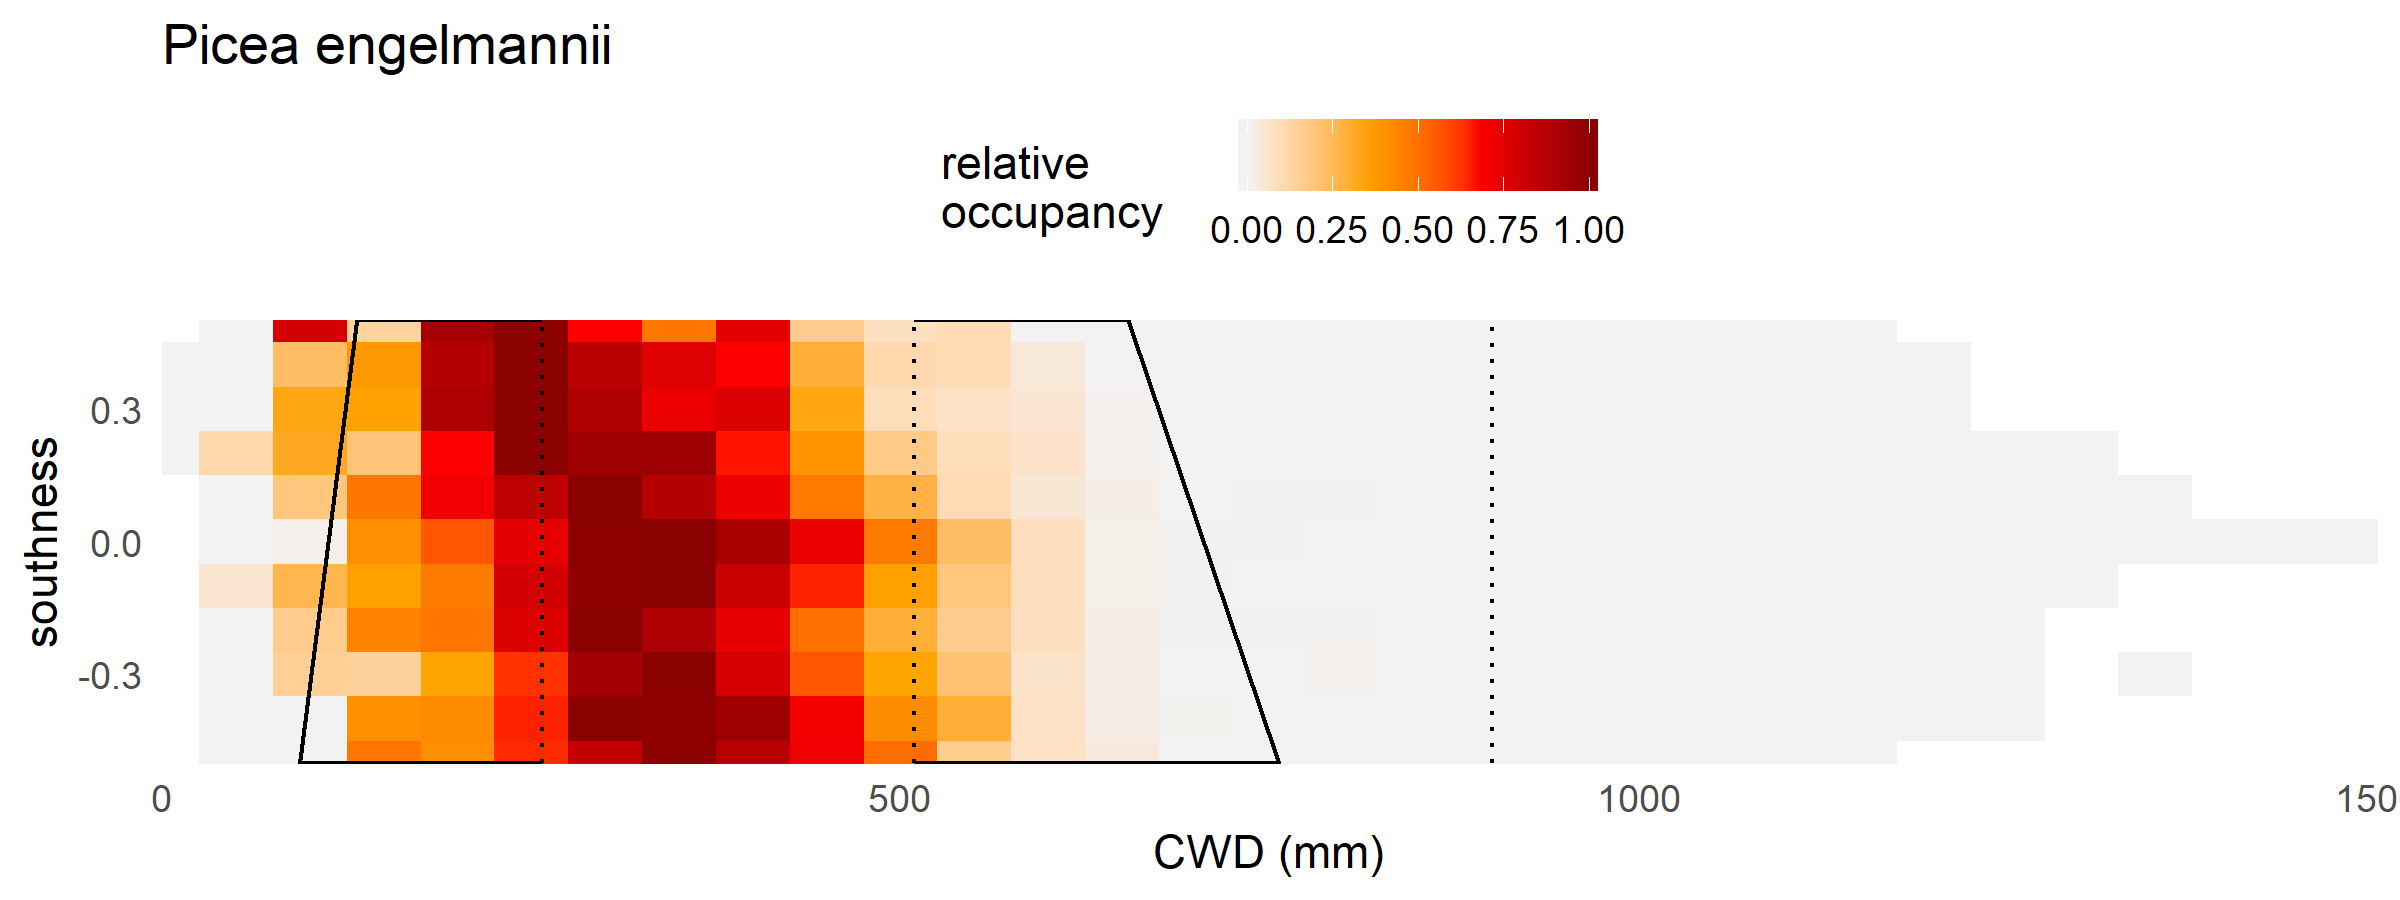 Picea engelmannii
relative
occupancy
0.00 0.25 0.50 0.75 1.00
southness
0.3
0.0
-0.3
0 500 1000 150
CWD (mm)